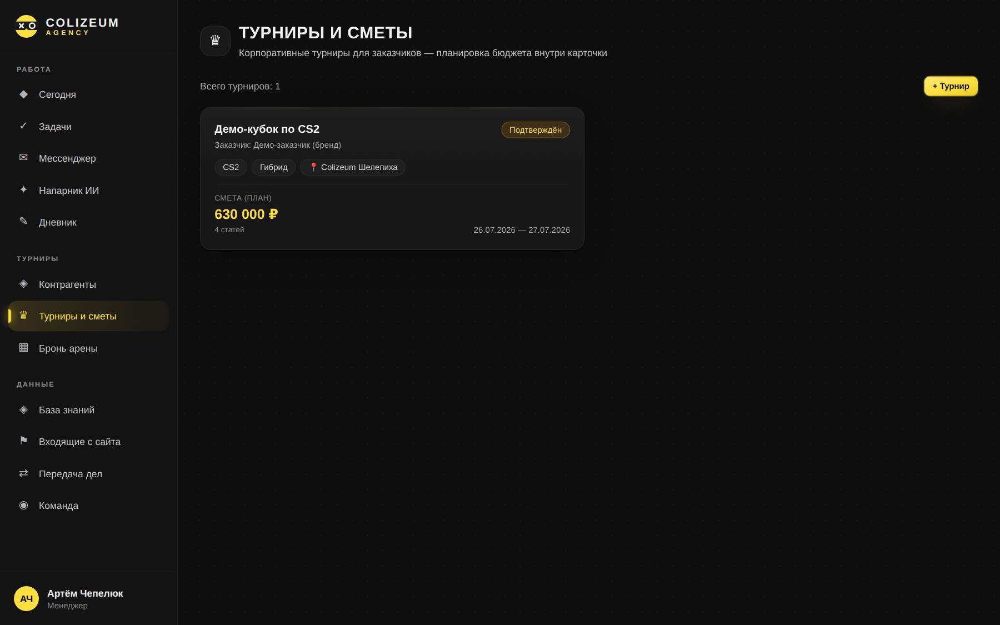 COLIZEUM
AGENCY
РАБОТА
Сегодня
Задачи
Мессенджер
Напарник ИИ
Дневник
ТУРНИРЫ
Контрагенты
Турниры и сметы
Бронь арены
ДАННЫЕ
База знаний
Входящие с сайта
Передача дел
Команда
АЧ
Артём Чепелюк
Менеджер
ТУРНИРЫ И СМЕТЫ
Корпоративные турниры для заказчиков — планировка бюджета внутри карточки
Всего турниров: 1
+ Турнир
Демо-кубок по CS2
Подтверждён
Заказчик: Демо-заказчик (бренд)
CS2 Гибрид 📍 Colizeum Шелепиха
СМЕТА (ПЛАН)
630 000 ₽
4 статей
26.07.2026 — 27.07.2026